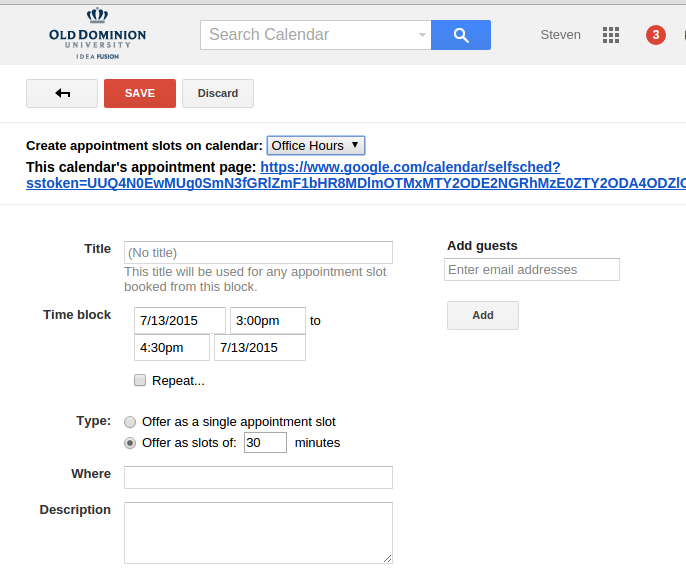 OLD DOMINION
UNIVERSITY
IDEA FUSION
Search Calendar
Steven
3
SAVE
Discard
Create appointment slots on calendar: Office Hours
This calendar's appointment page: https://www.google.com/calendar/selfsched?
sstoken=UUQ4N0EwMUg0SmN3fGRlZmF1bHR8MDlmOTMxMTY2ODE2NGRhMzE0ZTY2ODA4ODZlO
Title
(No title)
This title will be used for any appointment slot
booked from this block.
Add guests
Enter email addresses
Add
Time block
7/13/2015 3:00pm to
4:30pm 7/13/2015
Repeat...
Type:
Offer as a single appointment slot
Offer as slots of: 30 minutes
Where
Description